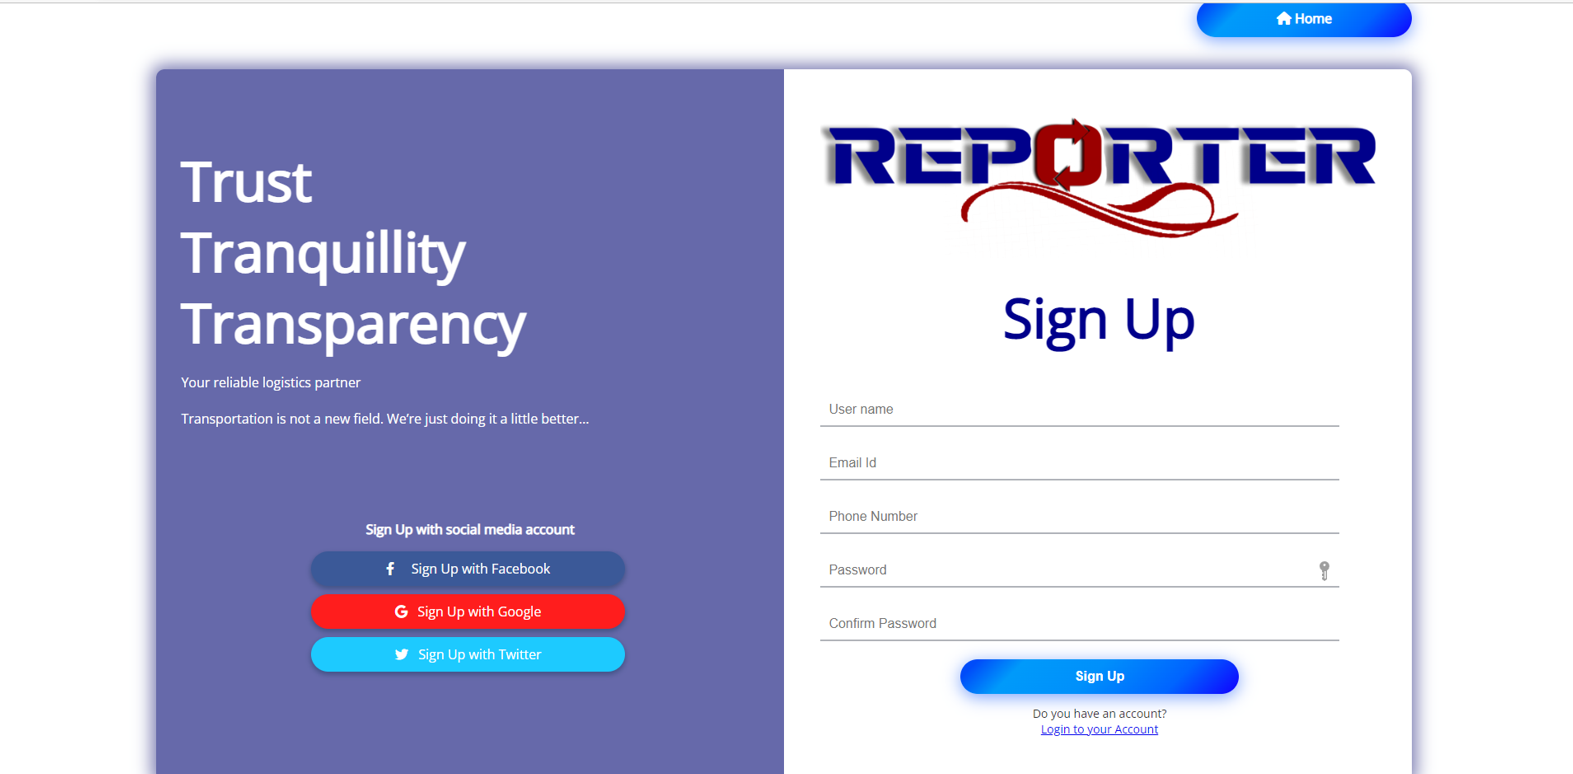 Home
Trust
Tranquillity
Transparency
Your reliable logistics partner
Transportation is not a new field. We’re just doing it a little better...
Sign Up with social media account
Sign Up with Facebook
Sign Up with Google
Sign Up with Twitter
REPORTER
Sign Up
User name
Email Id
Phone Number
Password
Confirm Password
Sign Up
Do you have an account?
Login to your Account